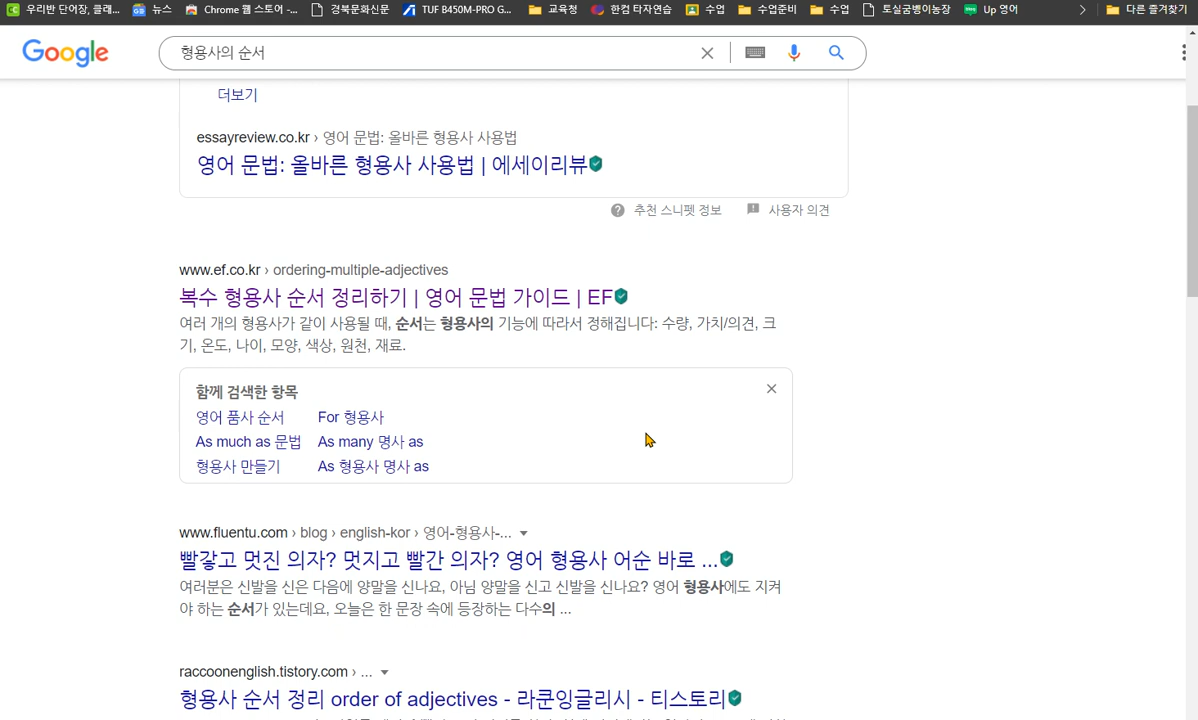 우리반 단어장, 클래... 뉴스 Chrome 웹 스토어 -... 경북문화신문 TUF B450M-PRO G... 교육청 한컴 타자연습 수업 수업준비 수업 토실굼벵이농장 Up 영어 다른 즐겨찾기
Google 형용사의 순서
더보기
essayreview.co.kr › 영어 문법: 올바른 형용사 사용법
영어 문법: 올바른 형용사 사용법 | 에세이리뷰
추천 스니펫 정보 사용자 의견
www.ef.co.kr › ordering-multiple-adjectives
복수 형용사 순서 정리하기 | 영어 문법 가이드 | EF
여러 개의 형용사가 같이 사용될 때, 순서는 형용사의 기능에 따라서 정해집니다: 수량, 가치/의견, 크
기, 온도, 나이, 모양, 색상, 원천, 재료.
함께 검색한 항목
영어 품사 순서 For 형용사
As much as 문법 As many 명사 as
형용사 만들기 As 형용사 명사 as
www.fluentu.com › blog › english-kor › 영어-형용사-...
빨갛고 멋진 의자? 멋지고 빨간 의자? 영어 형용사 어순 바로 ...
여러분은 신발을 신은 다음에 양말을 신나요, 아님 양말을 신고 신발을 신나요? 영어 형용사에도 지켜
야 하는 순서가 있는데요, 오늘은 한 문장 속에 등장하는 다수의 ...
raccoonenglish.tistory.com › ...
형용사 순서 정리 order of adjectives - 라쿤잉글리시 - 티스토리